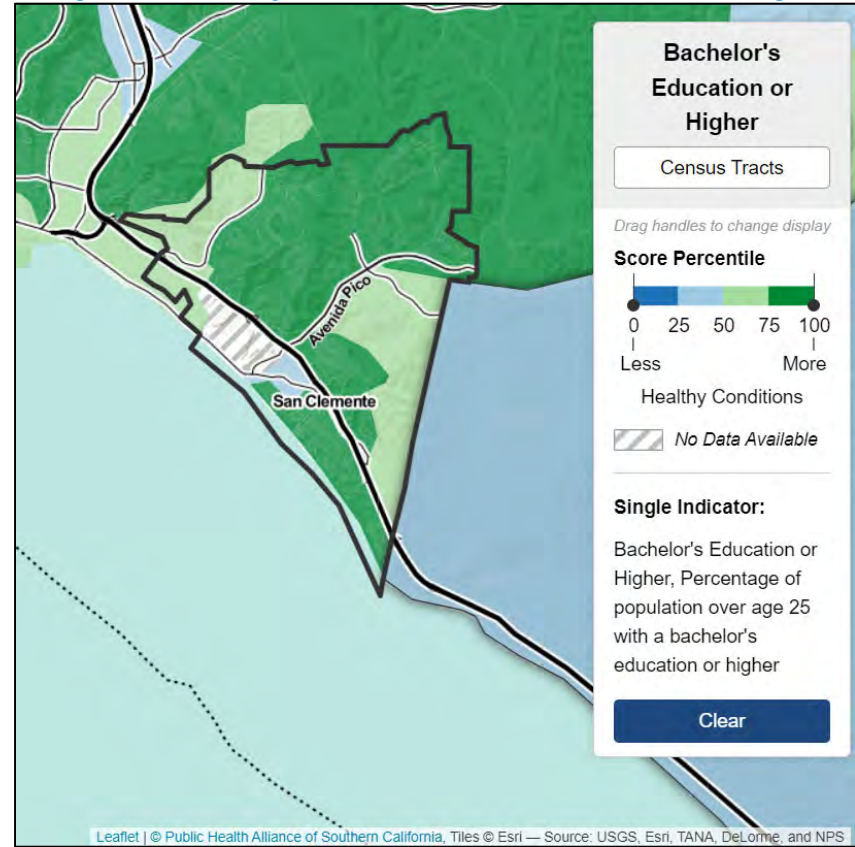 Bachelor's
Education or
Higher
Census Tracts
Drag handles to change display
Score Percentile
0 25 50 75 100
Less More
Healthy Conditions
No Data Available
Single Indicator:
Bachelor's Education or
Higher, Percentage of
population over age 25
with a bachelor's
education or higher
Clear
Avenida Pico
San Clemente
Leaflet | © Public Health Alliance of Southern California, Tiles © Esri — Source: USGS, Esri, TANA, DeLorme, and NPS